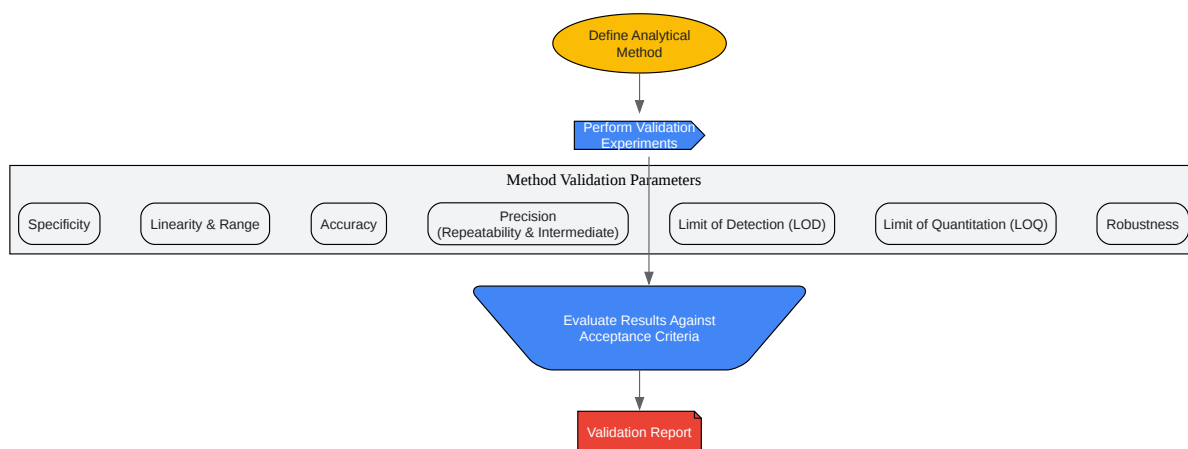 Define Analytical
Method
Perform Validation
Experiments
Method Validation Parameters
Specificity
Linearity & Range
Accuracy
Precision
(Repeatability & Intermediate)
Limit of Detection (LOD)
Limit of Quantitation (LOQ)
Robustness
Evaluate Results Against
Acceptance Criteria
Validation Report